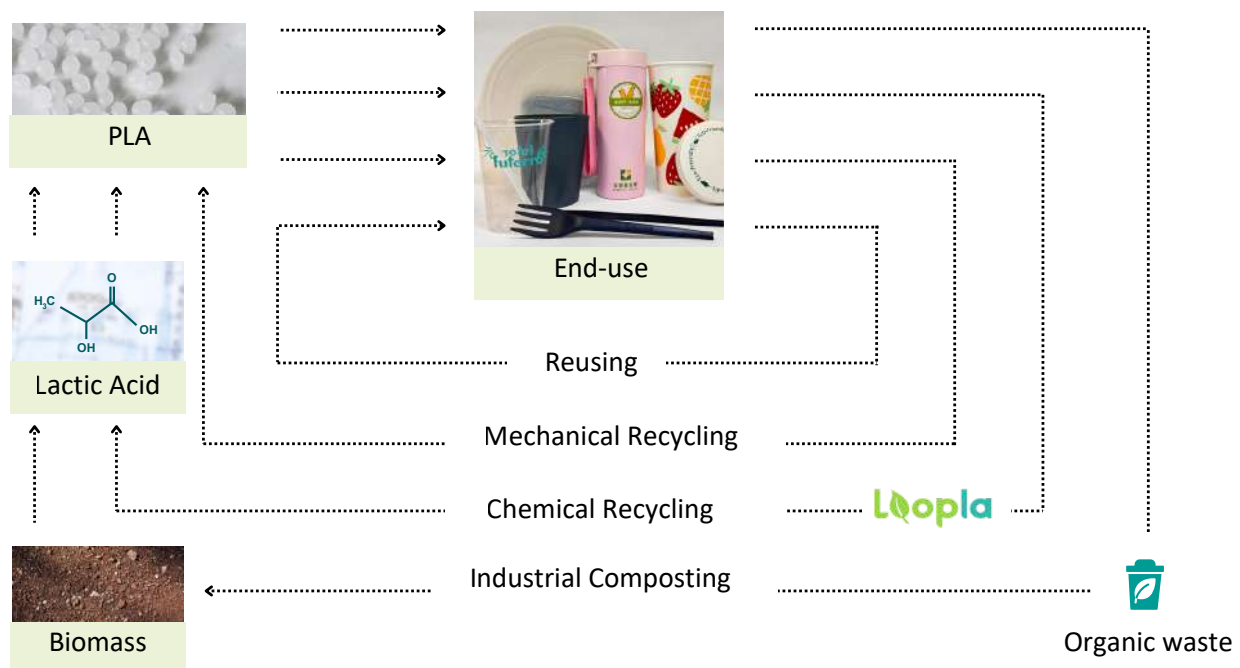 PLA
End-use
H₃C
O
OH
OH
Lactic Acid
Reusing
Mechanical Recycling
Chemical Recycling
Loopla
Industrial Composting
Biomass
Organic waste